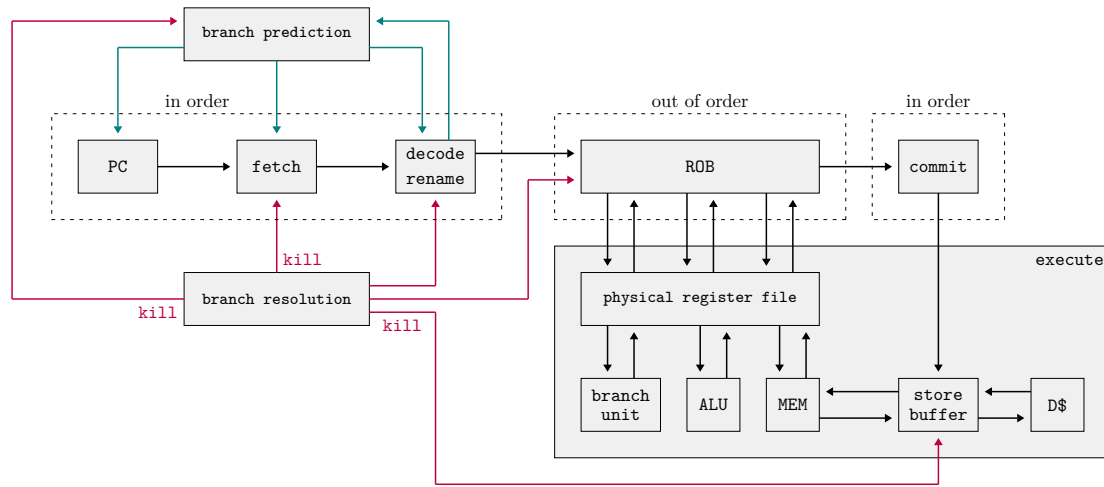 branch prediction
in order
out of order
in order
PC
fetch
decode
rename
ROB
commit
kill
execute
branch resolution
physical register file
kill
kill
branch
unit
ALU
MEM
store
buffer
D$